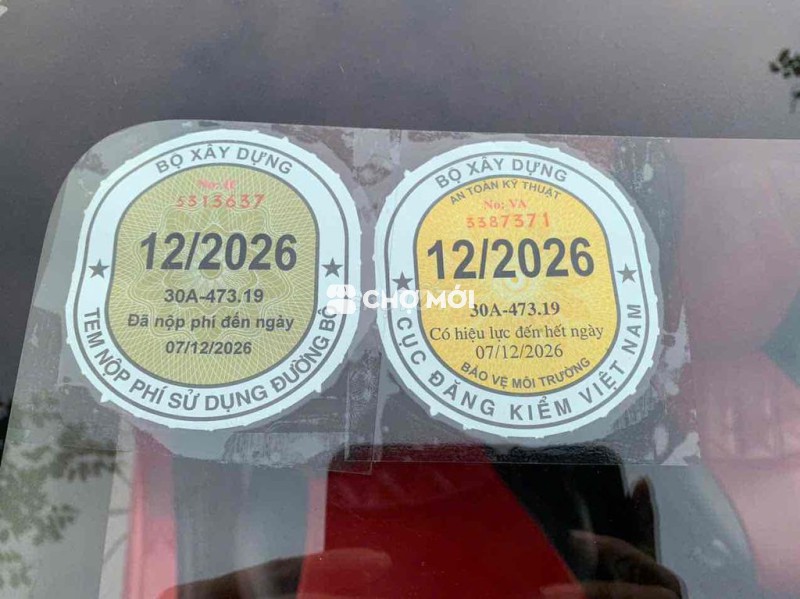 BỘ XÂY DỰNG
No: H
5313637
12/2026
30A-473.19
Đã nộp phí đến ngày
07/12/2026
TEM NỘP PHÍ SỬ DỤNG ĐƯỜNG BỘ
BỘ XÂY DỰNG
AN TOÀN KỸ THUẬT
No: VA
5387371
12/2026
30A-473.19
Có hiệu lực đến hết ngày
07/12/2026
BẢO VỆ MÔI TRƯỜNG
CỤC ĐĂNG KIỂM VIỆT NAM
CHỢ MỚI